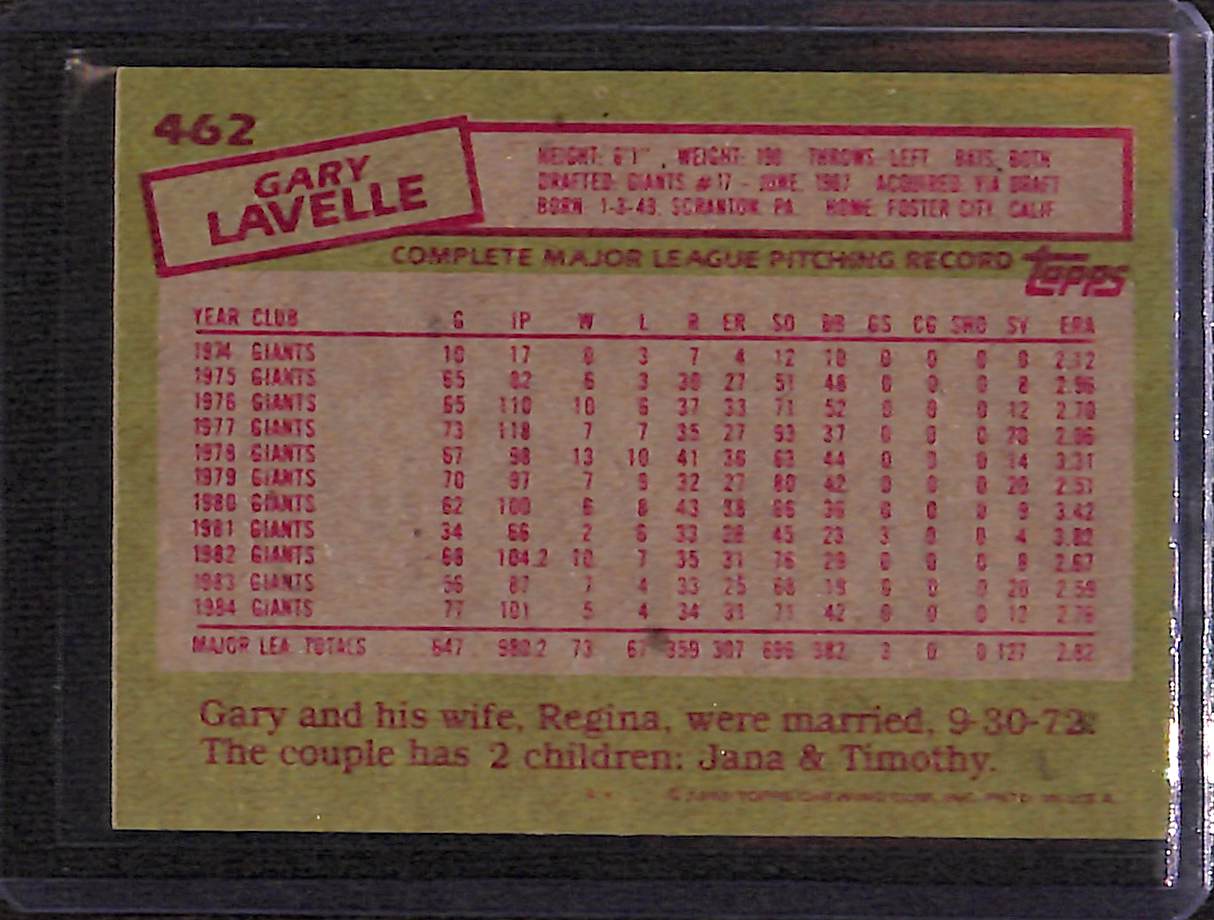 462
GARY
LAVELLE
HEIGHT: 6'1" WEIGHT: 190 THROWS: LEFT BATS: BOTH
DRAFTED: GIANTS #17 - JUNE, 1967 ACQUIRED: VIA DRAFT
BORN: 1-3-49, SCRANTON, PA. HOME: FOSTER CITY, CALIF.
COMPLETE MAJOR LEAGUE PITCHING RECORD
TOPPS
YEAR CLUB G IP W L R ER SO BB GS CG SHO SV ERA
1974 GIANTS 10 17 0 3 7 4 12 10 0 0 0 0 2.12
1975 GIANTS 65 82 6 3 30 27 51 48 0 0 0 8 2.96
1976 GIANTS 65 110 10 6 37 33 71 52 0 0 0 12 2.70
1977 GIANTS 73 118 7 7 35 27 93 37 0 0 0 20 2.06
1978 GIANTS 67 98 13 10 41 36 63 44 0 0 0 14 3.31
1979 GIANTS 70 97 7 9 32 27 80 42 0 0 0 20 2.51
1980 GIANTS 62 100 6 8 43 38 66 36 0 0 0 9 3.42
1981 GIANTS 34 66 2 6 33 28 45 23 3 0 0 4 3.82
1982 GIANTS 68 104.2 10 7 35 31 76 29 0 0 0 8 2.67
1983 GIANTS 56 87 7 4 33 25 68 19 0 0 0 20 2.59
1984 GIANTS 77 101 5 4 34 31 71 42 0 0 0 12 2.76
MAJOR LEA. TOTALS 647 980.2 73 67 359 307 696 382 3 0 0 127 2.82
Gary and his wife, Regina, were married, 9-30-72.
The couple has 2 children: Jana & Timothy.
TOPPS CHEWING GUM, INC. PRTD. IN U.S.A.